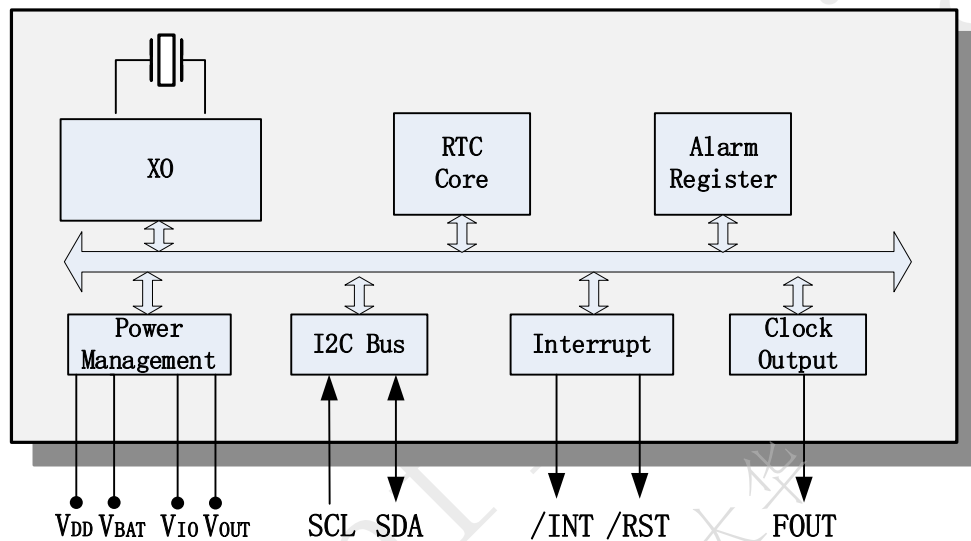 XO
RTC
Core
Alarm
Register
Power
Management
I2C Bus
Interrupt
Clock
Output
VDD VBAT VIO VOUT SCL SDA /INT /RST FOUT